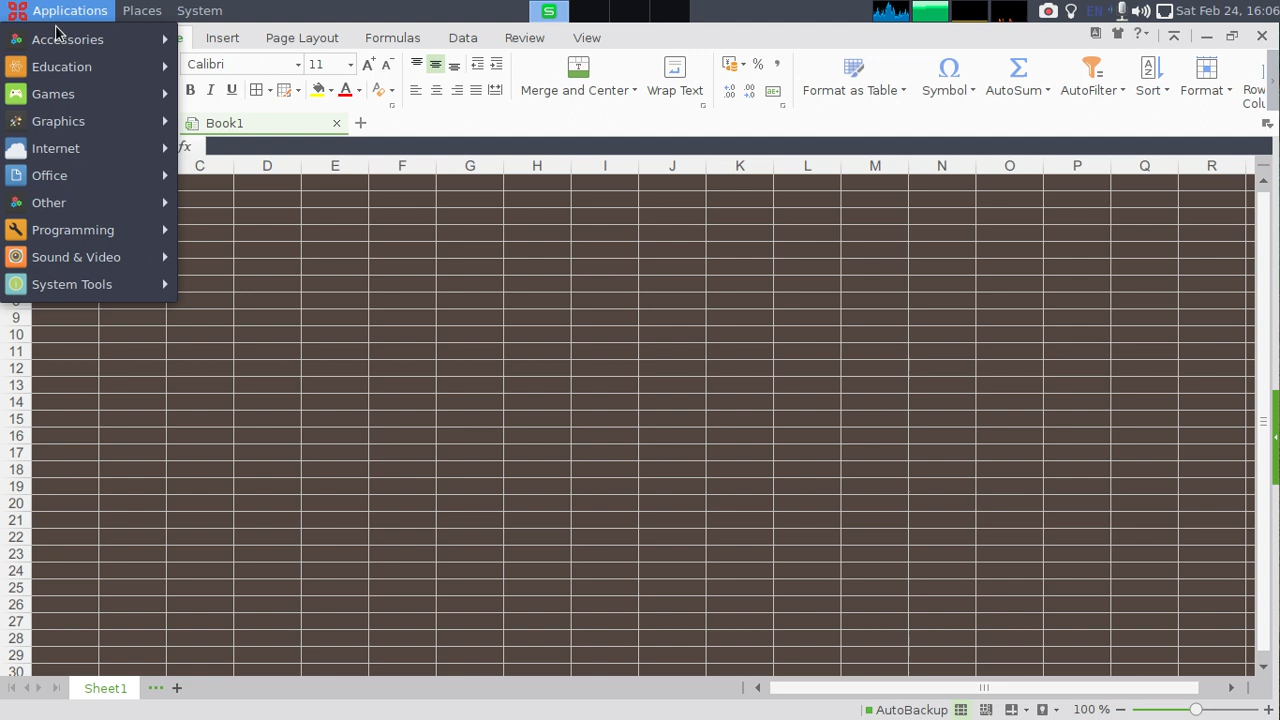 Applications Places System EN Sat Feb 24, 16:06
Accessories
Education
Games
Graphics
Internet
Office
Other
Programming
Sound & Video
System Tools
Insert Page Layout Formulas Data Review View
Calibri 11
B I U A
Merge and Center
Wrap Text
Format as Table
Symbol
AutoSum
AutoFilter
Sort
Format
Book1
fx
C D E F G H I J K L M N O P Q R
9
10
11
12
13
14
15
16
17
18
19
20
21
22
23
24
25
26
27
28
29
30
Sheet1
AutoBackup 100 %